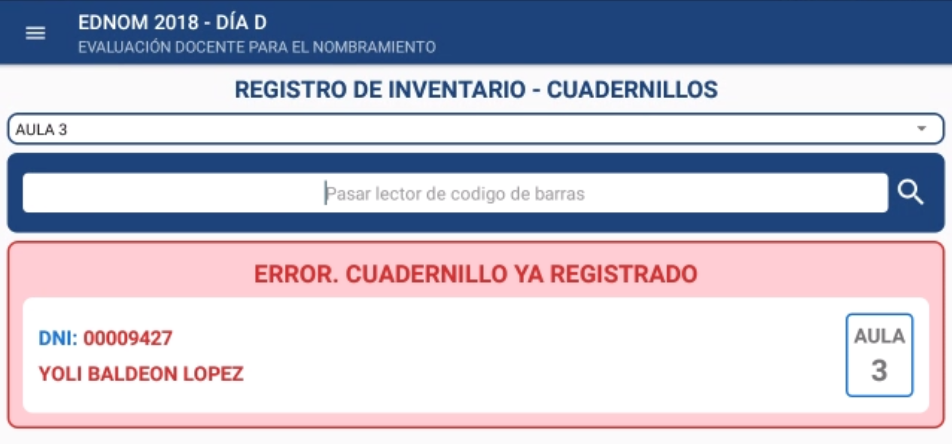 EDNOM 2018 - DÍA D
EVALUACIÓN DOCENTE PARA EL NOMBRAMIENTO
REGISTRO DE INVENTARIO - CUADERNILLOS
AULA 3
Pasar lector de codigo de barras
ERROR. CUADERNILLO YA REGISTRADO
DNI: 00009427
YOLI BALDEON LOPEZ
AULA
3